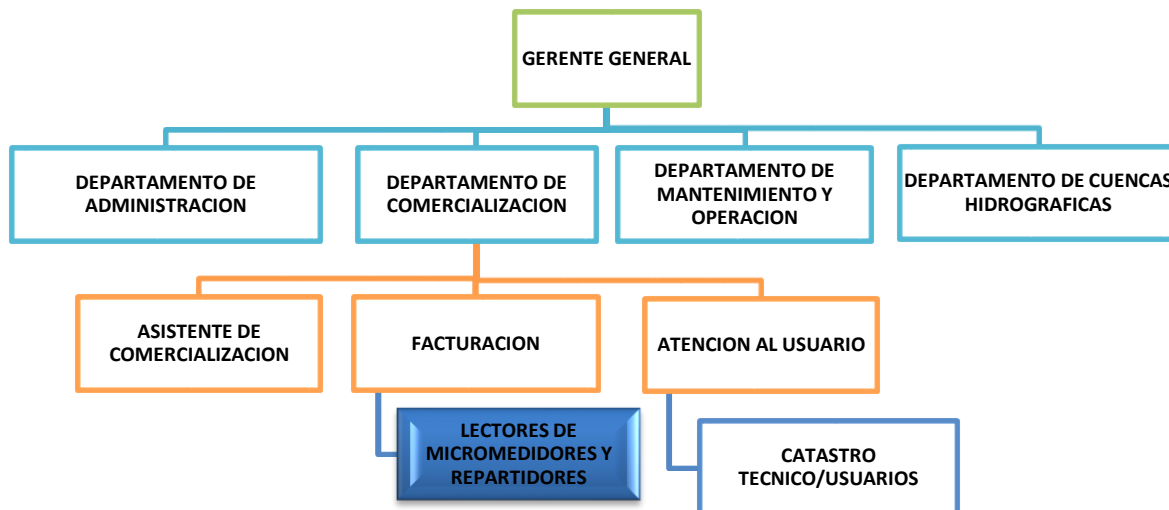 GERENTE GENERAL
DEPARTAMENTO DE
ADMINISTRACION
DEPARTAMENTO DE
COMERCIALIZACION
DEPARTAMENTO DE
MANTENIMIENTO Y
OPERACION
DEPARTAMENTO DE CUENCAS
HIDROGRAFICAS
ASISTENTE DE
COMERCIALIZACION
FACTURACION
ATENCION AL USUARIO
LECTORES DE
MICROMEDIDORES Y
REPARTIDORES
CATASTRO
TECNICO/USUARIOS